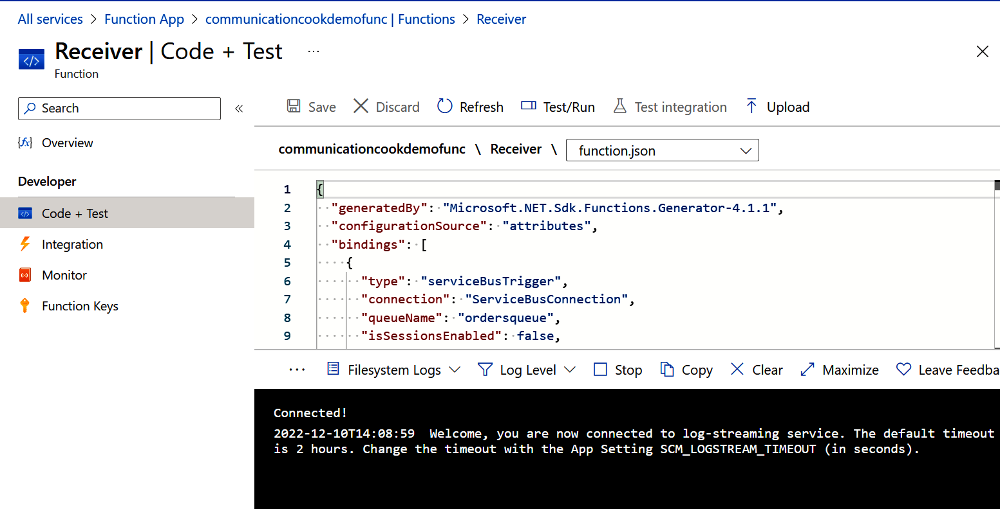 All services > Function App > communicationcookdemofunc | Functions > Receiver
Receiver | Code + Test ...
Function
Search «
Save Discard Refresh Test/Run Test integration Upload
Overview
communicationcookdemofunc \ Receiver \ function.json
Developer
Code + Test
Integration
Monitor
Function Keys
1 {
2 "generatedBy": "Microsoft.NET.Sdk.Functions.Generator-4.1.1",
3 "configurationSource": "attributes",
4 "bindings": [
5 {
6 "type": "serviceBusTrigger",
7 "connection": "ServiceBusConnection",
8 "queueName": "ordersqueue",
9 "isSessionsEnabled": false,
... Filesystem Logs Log Level Stop Copy Clear Maximize Leave Feedba
Connected!
2022-12-10T14:08:59  Welcome, you are now connected to log-streaming service. The default timeout
is 2 hours. Change the timeout with the App Setting SCM_LOGSTREAM_TIMEOUT (in seconds).